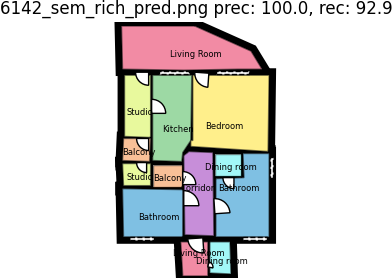 6142_sem_rich_pred.png prec: 100.0, rec: 92.9
Living Room
Studio
Kitchen
Bedroom
Balcony
Dining room
Studio
Balcony
Corridor
Bathroom
Bathroom
Living Room
Dining room